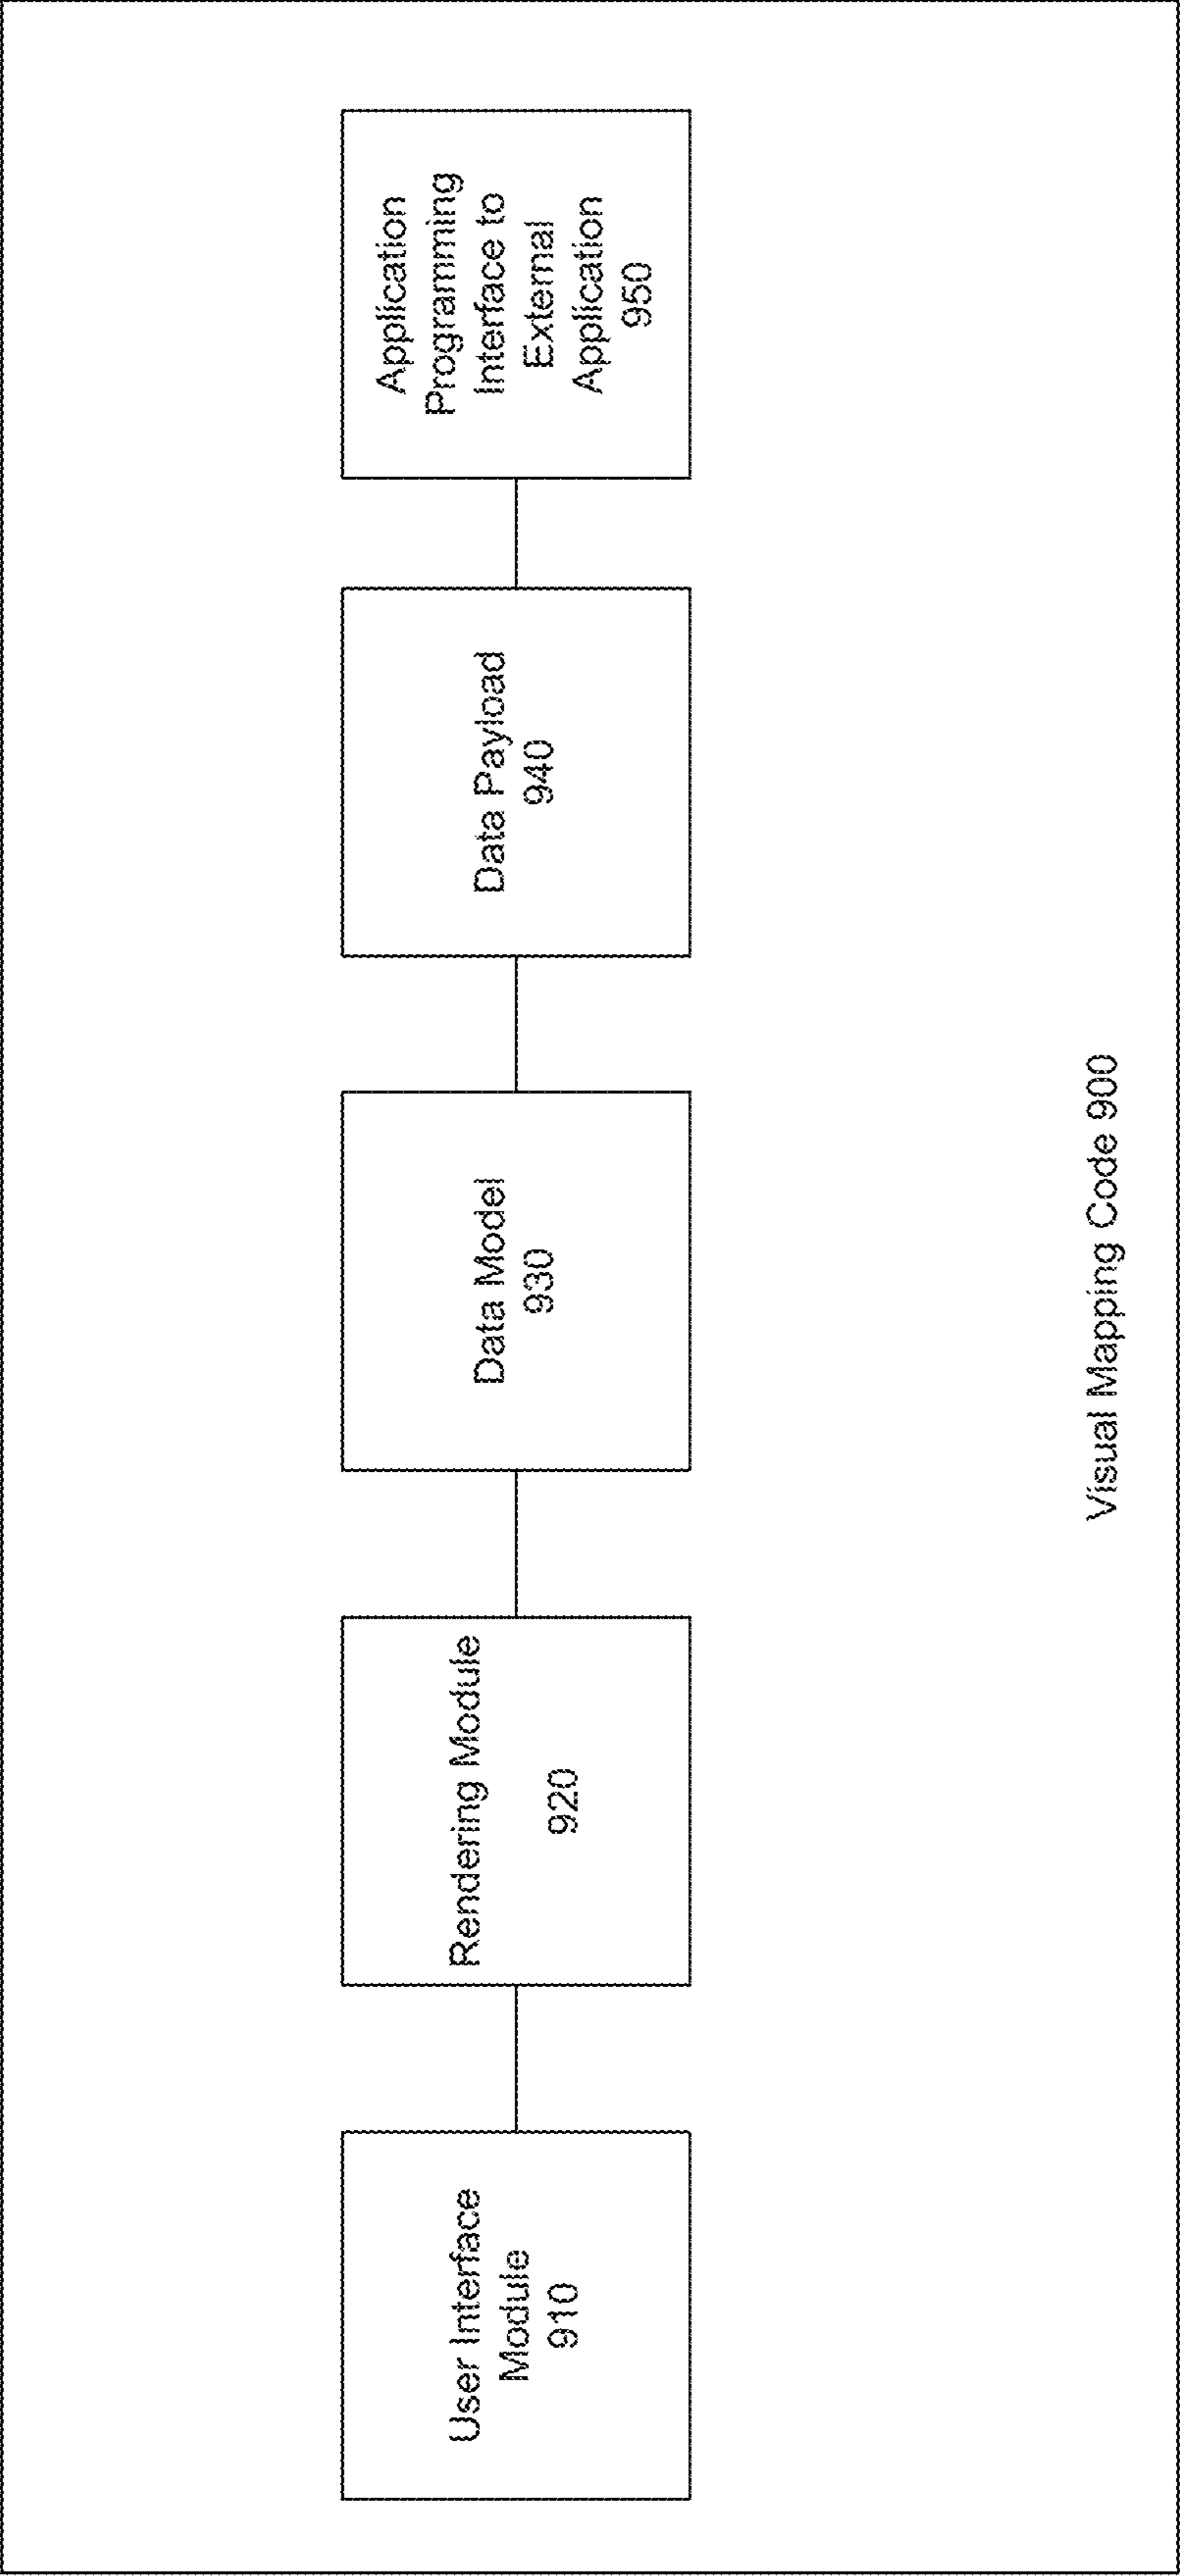 User Interface
Module
910
Rendering Module
920
Data Model
930
Data Payload
940
Application
Programming
Interface to
External
Application
950
Visual Mapping Code 900